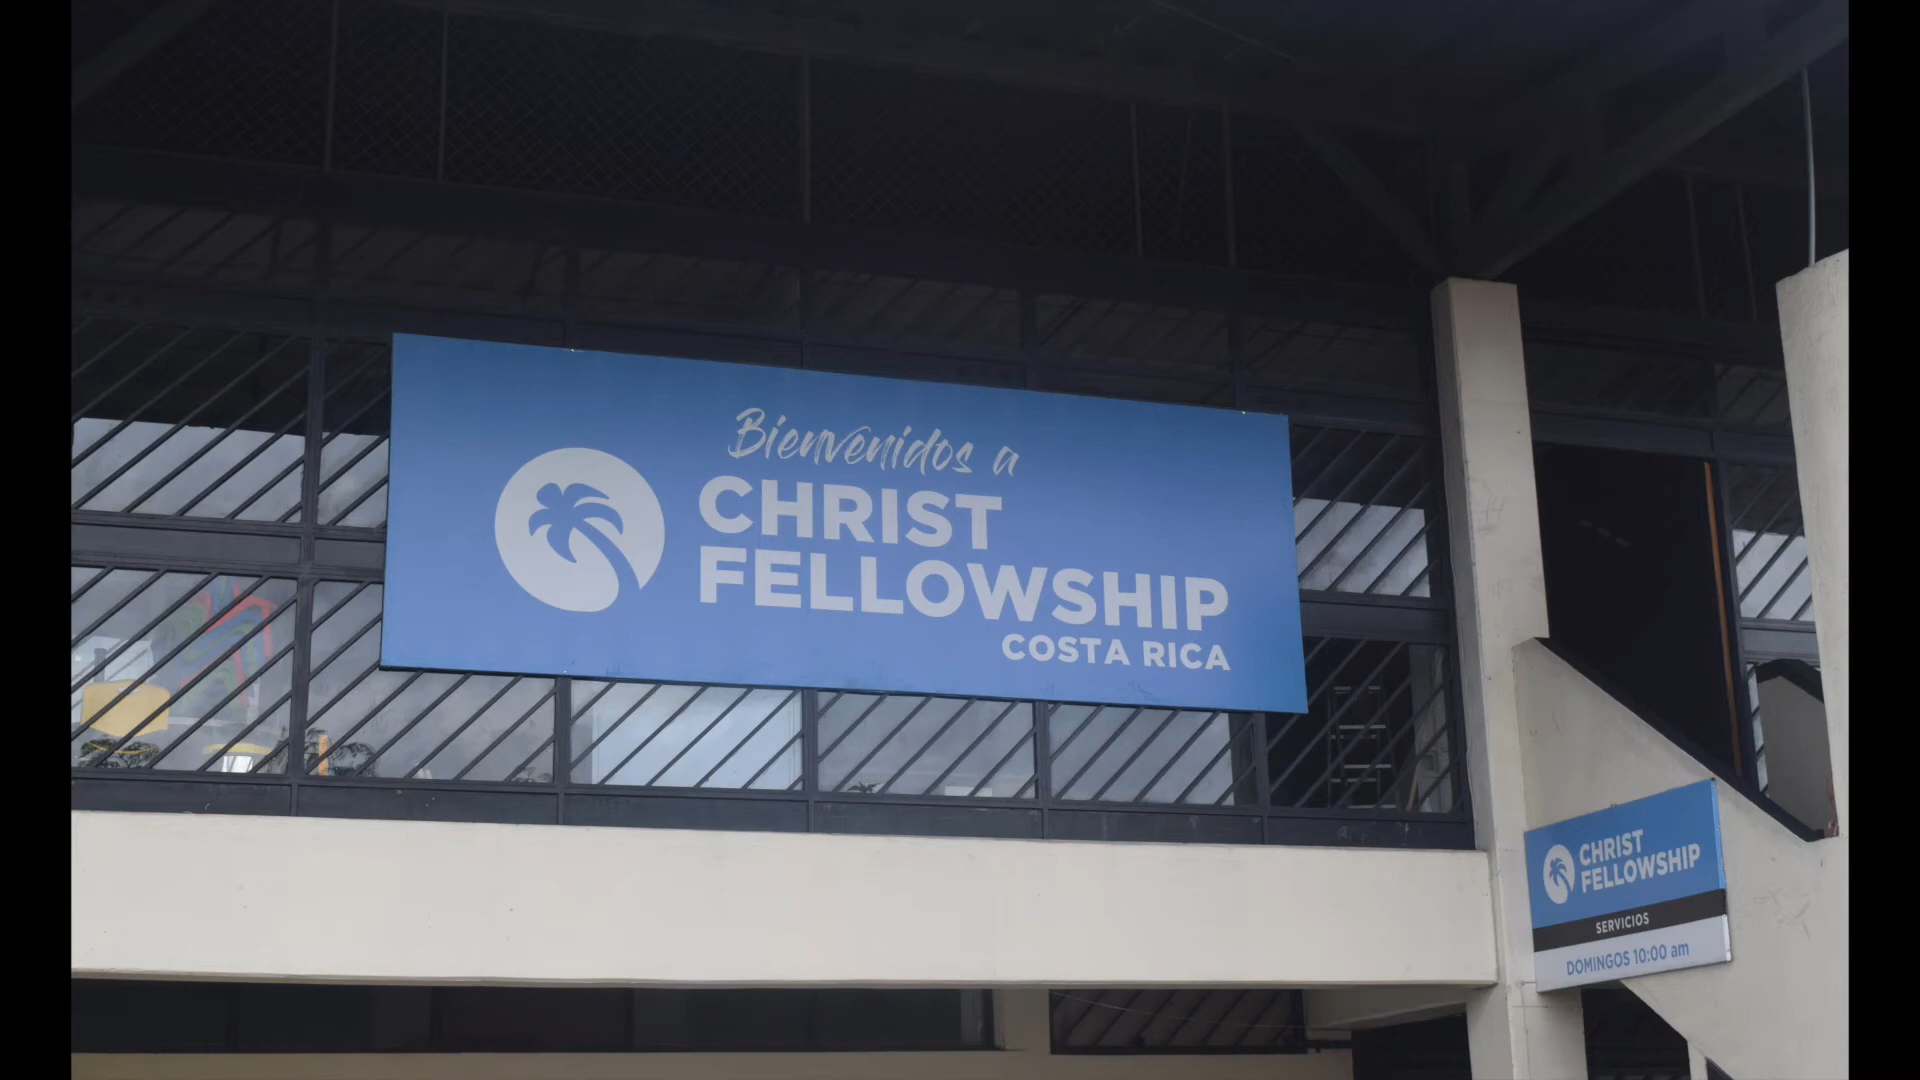 Bienvenidos a
CHRIST
FELLOWSHIP
COSTA RICA
CHRIST
FELLOWSHIP
SERVICIOS
DOMINGOS 10:00 am